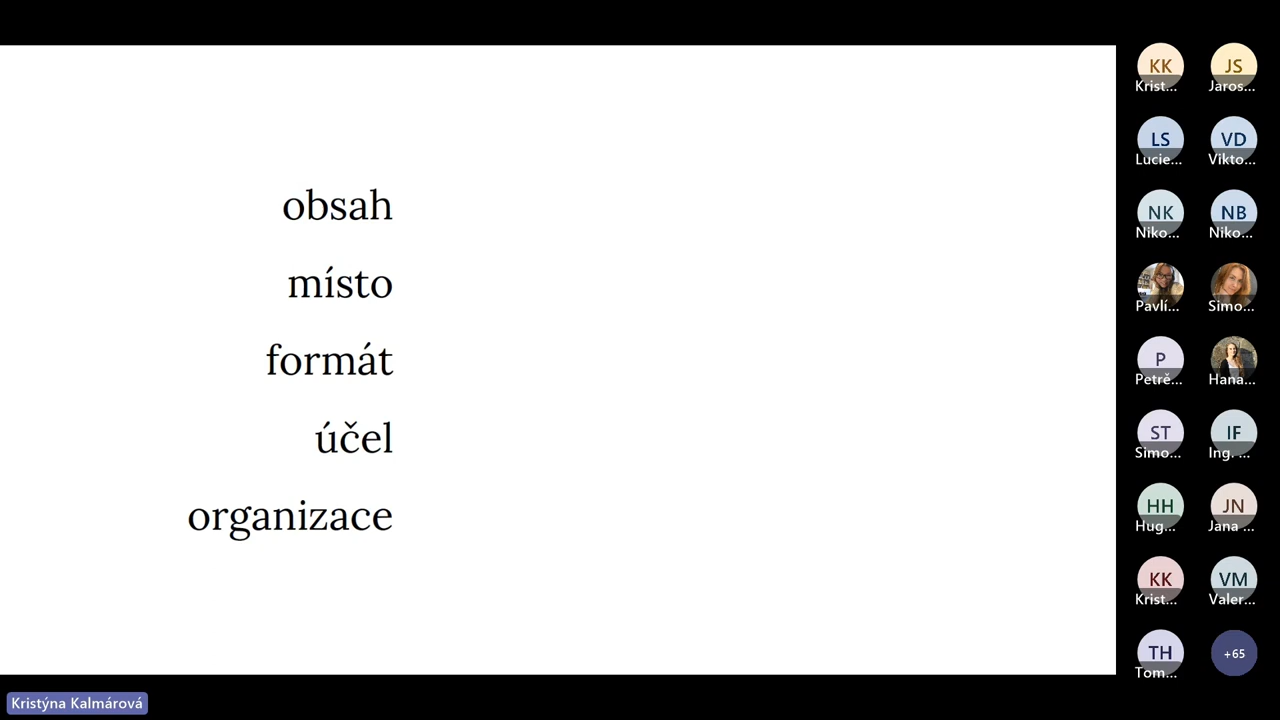 obsah
místo
formát
účel
organizace
KK
Krist...
JS
Jaros...
LS
Lucie...
VD
Vikto...
NK
Niko...
NB
Niko...
Pavlí...
Simo...
P
Petrě...
Hana...
ST
Simo...
IF
Ing. ...
HH
Hug...
JN
Jana ...
KK
Krist...
VM
Valer...
TH
Tom...
+65
Kristýna Kalmárová